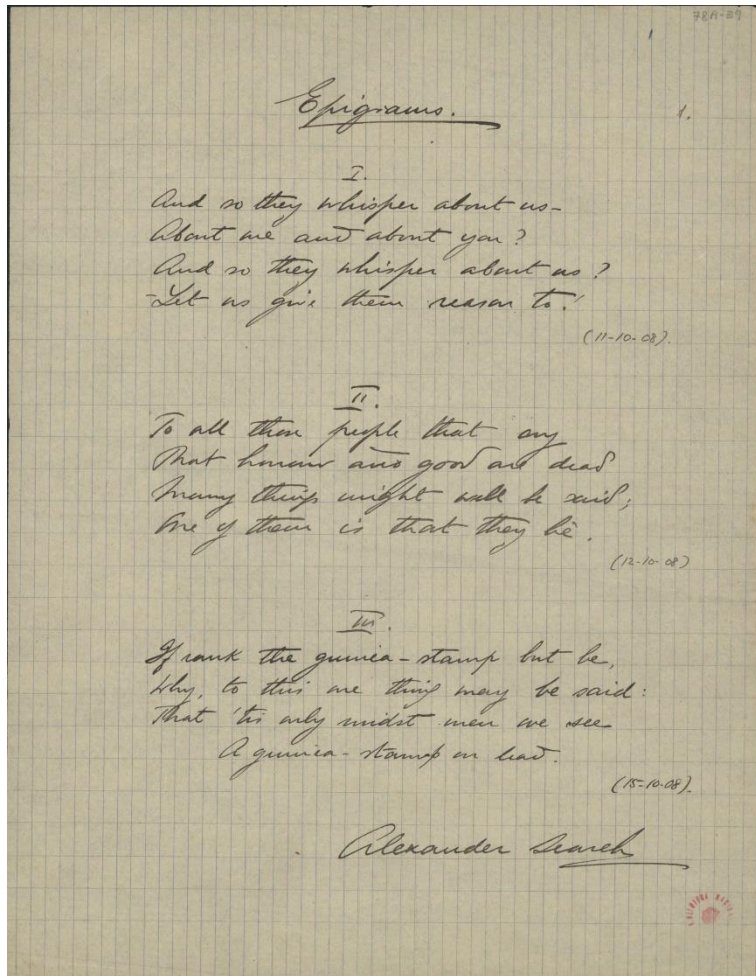 78A-87
1
Epigrams.
1.
I.
And so they whisper about us–
About me and about you?
And so they whisper about us?
–Let us give them reason to!
(11-10-08).
II.
To all those people that cry
That honour and good are dead
Many things might well be said;
One of them is that they lie.
(12-10-08)
III.
If rank the guinea-stamp but be,
Why, to this one thing may be said:
That 'tis only midst men we see
A guinea-stamp on lead.
(15-10-08).
Alexander Search